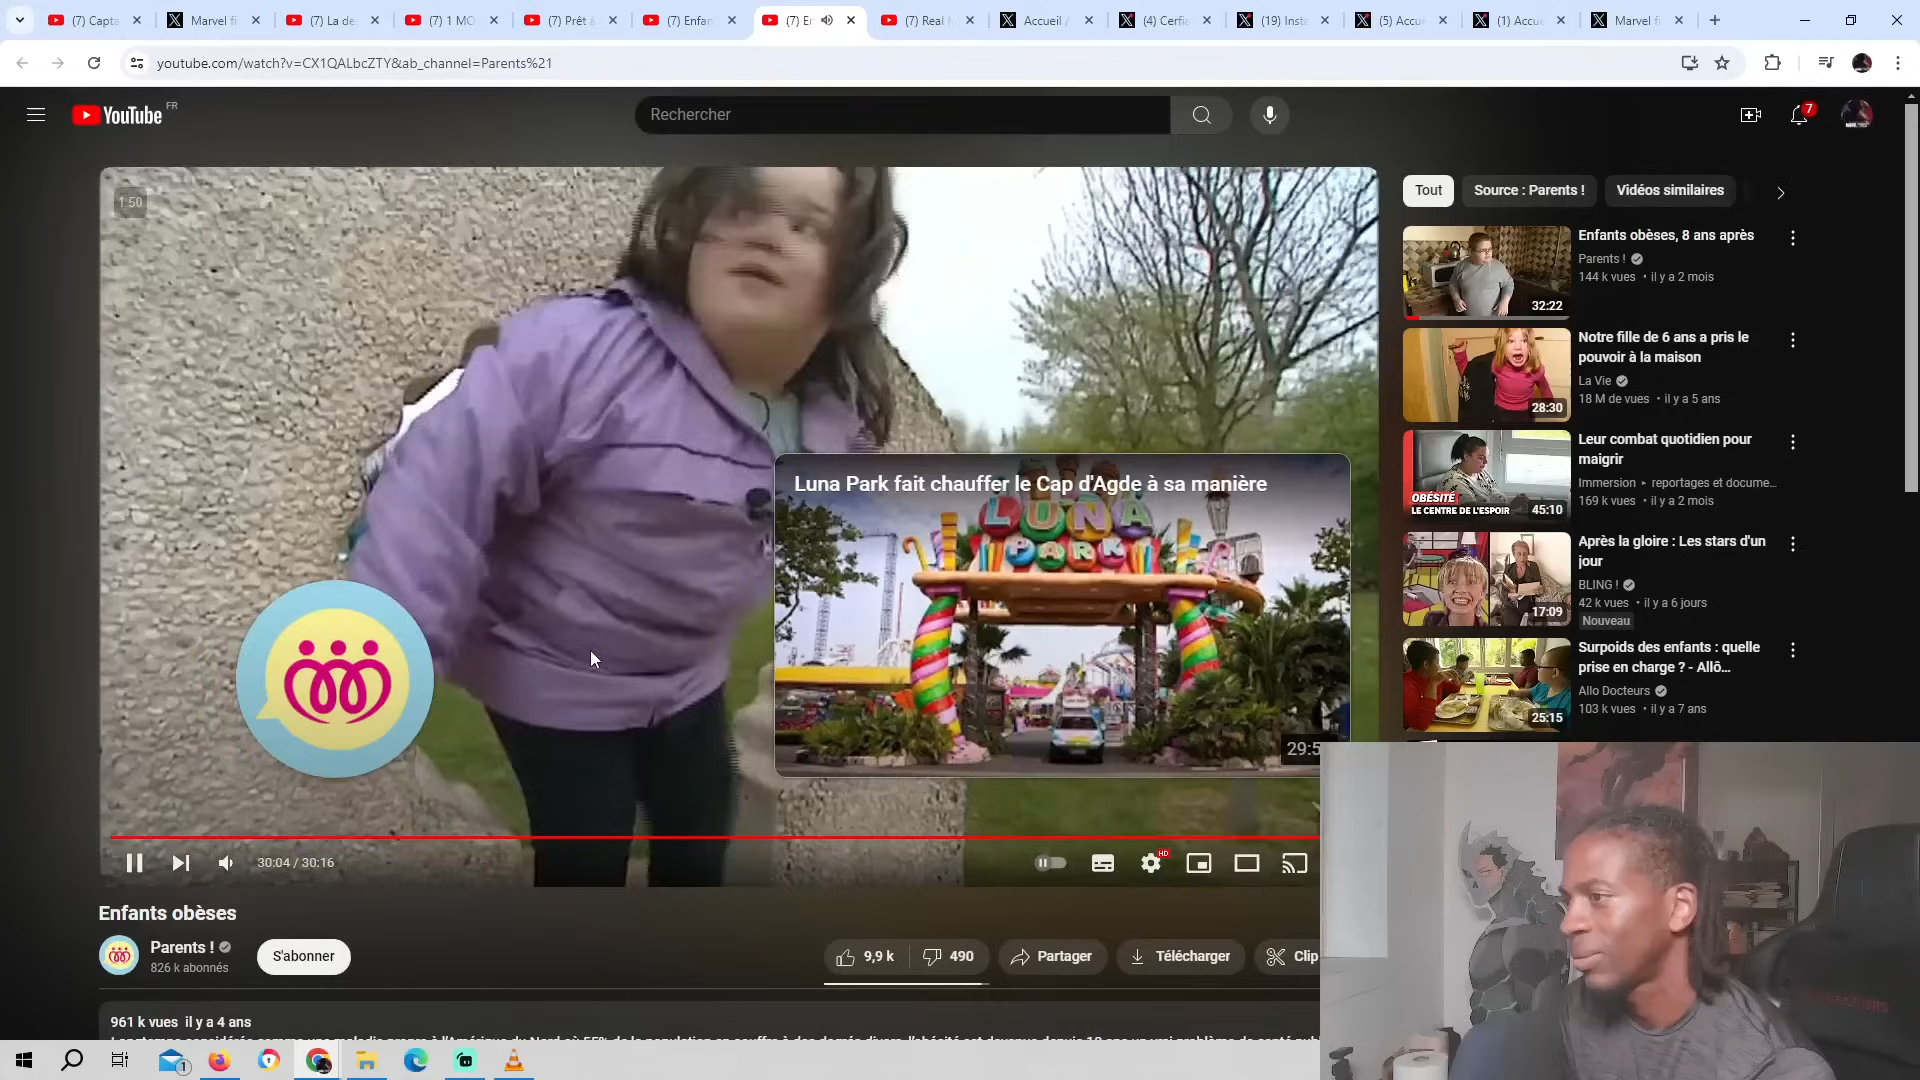 (7) Capta
Marvel fi
(7) La de
(7) 1 MO
(7) Prêt à
(7) Enfan
(7) E
(7) Real M
Accueil /
(4) Cerfi
(19) Insta
(5) Accue
(1) Accue
Marvel fi
youtube.com/watch?v=CX1QALbcZTY&ab_channel=Parents%21
YouTube FR
Rechercher
7
1:50
Tout
Source : Parents !
Vidéos similaires
Enfants obèses, 8 ans après
Parents !
144 k vues • il y a 2 mois
32:22
Notre fille de 6 ans a pris le
pouvoir à la maison
La Vie
18 M de vues • il y a 5 ans
28:30
Leur combat quotidien pour
maigrir
Immersion ▸ reportages et docume...
169 k vues • il y a 2 mois
OBÉSITÉ
LE CENTRE DE L'ESPOIR
45:10
Après la gloire : Les stars d'un
jour
BLING !
42 k vues • il y a 6 jours
Nouveau
17:09
Surpoids des enfants : quelle
prise en charge ? - Allô...
Allo Docteurs
103 k vues • il y a 7 ans
25:15
Luna Park fait chauffer le Cap d'Agde à sa manière
LUNA
PARK
29:5
30:04 / 30:16
HD
Enfants obèses
Parents !
826 k abonnés
S'abonner
9,9 k
490
Partager
Télécharger
Clip
961 k vues il y a 4 ans
1